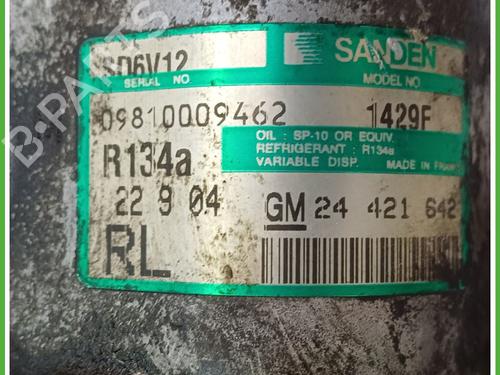 SANDEN
SD6V12
SERIAL NO
MODEL NO
09810009462
1429F
OIL : SP-10 OR EQUIV.
REFRIGERANT : R134a
VARIABLE DISP. MADE IN FRANCE
R134a
22 9 04
GM 24 421 642
RL
B-PARTS